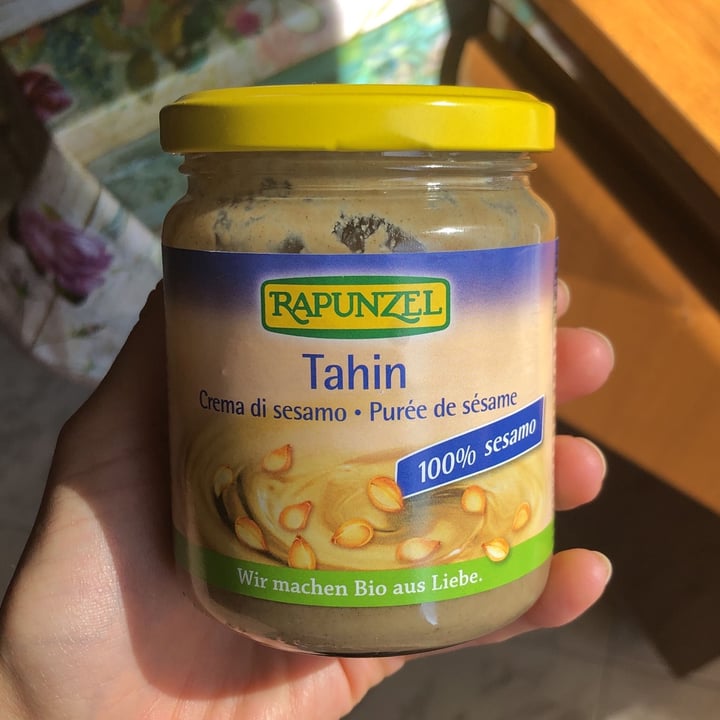 RAPUNZEL
Tahin
Crema di sesamo • Purée de sésame
100% sesamo
Wir machen Bio aus Liebe.